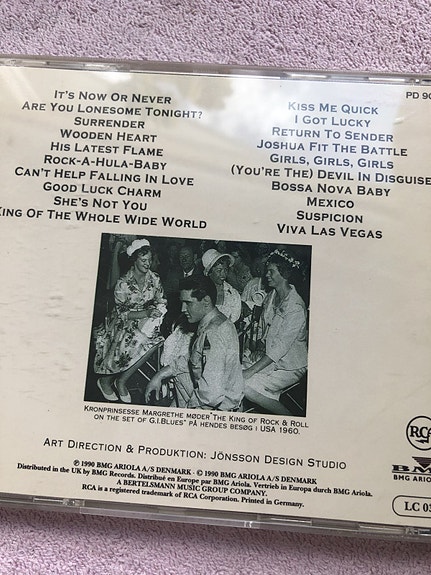 PD 90
IT'S NOW OR NEVER
ARE YOU LONESOME TONIGHT?
SURRENDER
WOODEN HEART
HIS LATEST FLAME
ROCK-A-HULA-BABY
CAN'T HELP FALLING IN LOVE
GOOD LUCK CHARM
SHE'S NOT YOU
KING OF THE WHOLE WIDE WORLD
KISS ME QUICK
I GOT LUCKY
RETURN TO SENDER
JOSHUA FIT THE BATTLE
GIRLS, GIRLS, GIRLS
(YOU'RE THE) DEVIL IN DISGUISE
BOSSA NOVA BABY
MEXICO
SUSPICION
VIVA LAS VEGAS
KRONPRINSESSE MARGRETHE MØDER "THE KING OF ROCK & ROLL
ON THE SET OF G.I.BLUES" PÅ HENDES BESØG I USA 1960.
ART DIRECTION & PRODUKTION: JÖNSSON DESIGN STUDIO
℗ 1990 BMG ARIOLA A/S DENMARK · © 1990 BMG ARIOLA A/S DENMARK
Distributed in the UK by BMG Records. Distribué en Europe par BMG Ariola. Vertrieb in Europa durch BMG Ariola.
A BERTELSMANN MUSIC GROUP COMPANY.
RCA is a registered trademark of RCA Corporation. Printed in Germany.
RCA
BMG
BMG ARIOL
LC 03